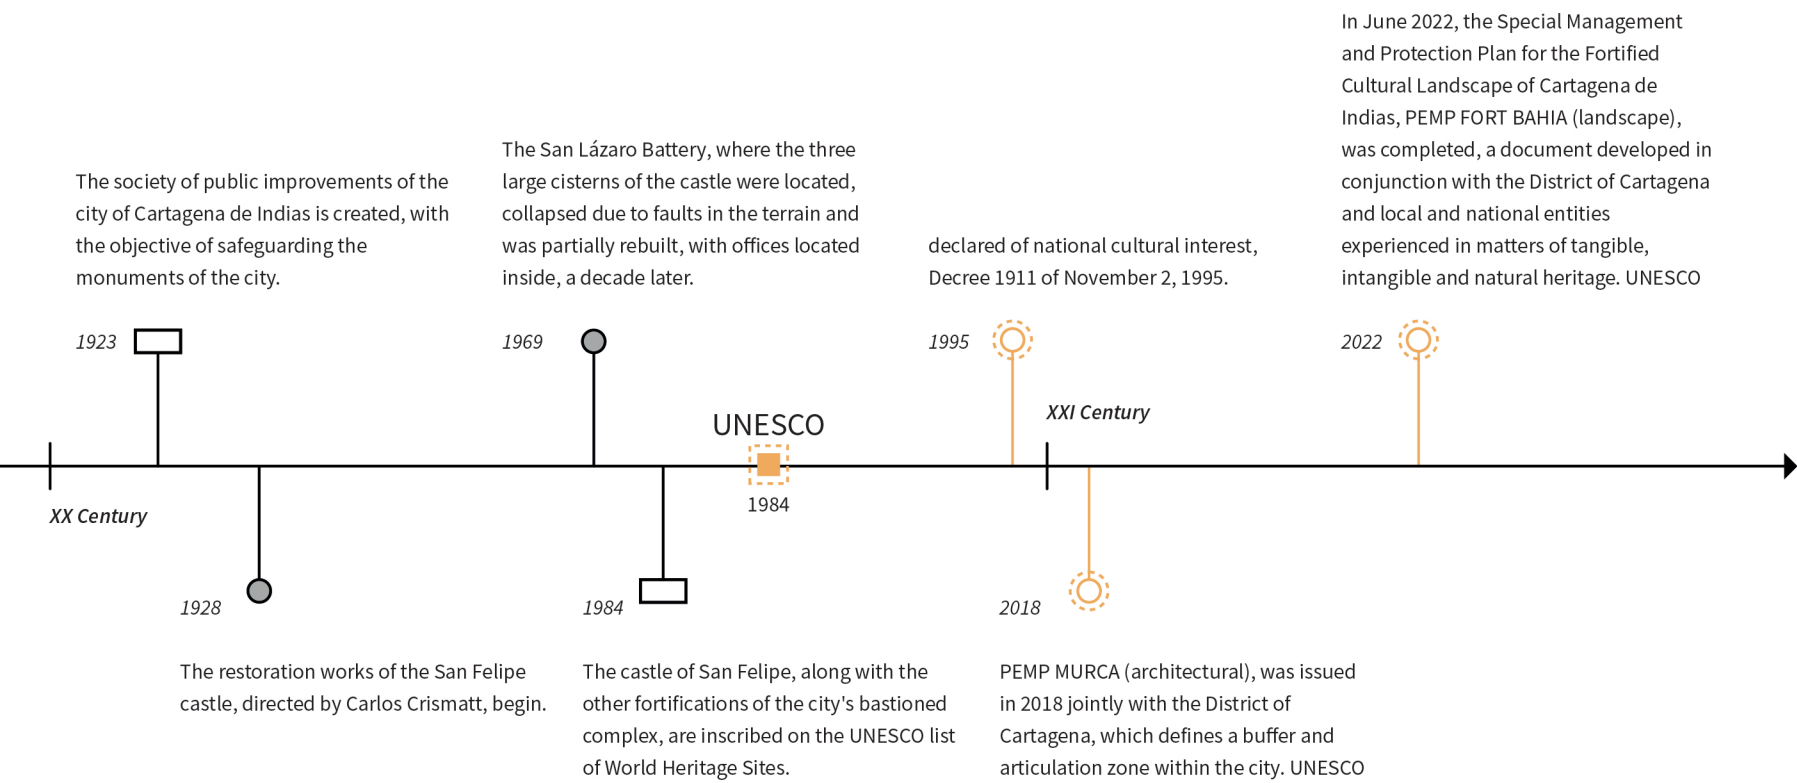 The society of public improvements of the
city of Cartagena de Indias is created, with
the objective of safeguarding the
monuments of the city.
1923
The San Lázaro Battery, where the three
large cisterns of the castle were located,
collapsed due to faults in the terrain and
was partially rebuilt, with offices located
inside, a decade later.
1969
declared of national cultural interest,
Decree 1911 of November 2, 1995.
1995
In June 2022, the Special Management
and Protection Plan for the Fortified
Cultural Landscape of Cartagena de
Indias, PEMP FORT BAHIA (landscape),
was completed, a document developed in
conjunction with the District of Cartagena
and local and national entities
experienced in matters of tangible,
intangible and natural heritage. UNESCO
2022
UNESCO
1984
XX Century
XXI Century
1928
The restoration works of the San Felipe
castle, directed by Carlos Crismatt, begin.
1984
The castle of San Felipe, along with the
other fortifications of the city's bastioned
complex, are inscribed on the UNESCO list
of World Heritage Sites.
2018
PEMP MURCA (architectural), was issued
in 2018 jointly with the District of
Cartagena, which defines a buffer and
articulation zone within the city. UNESCO